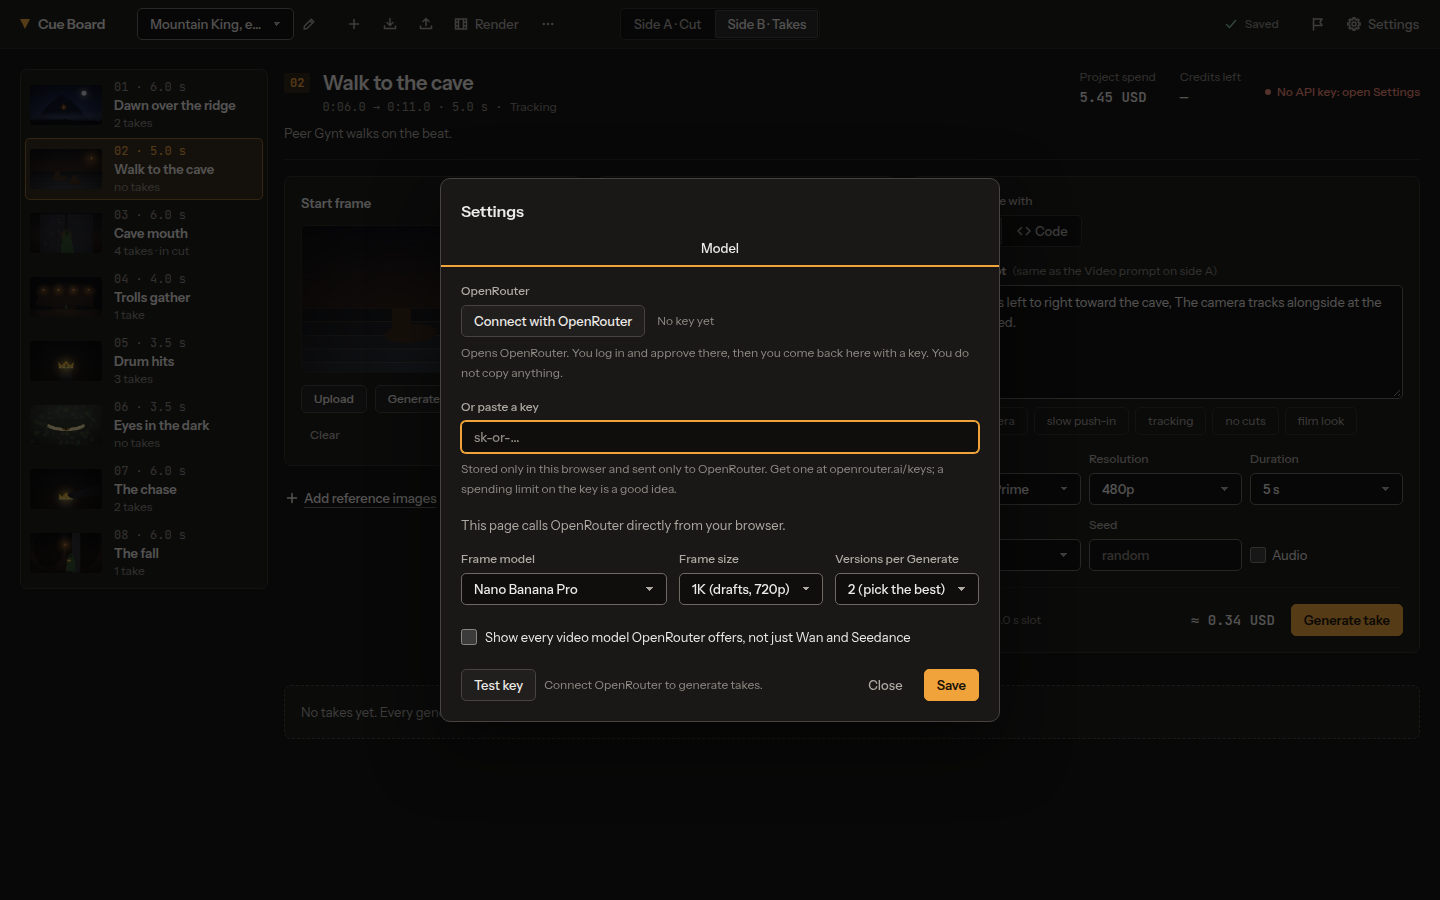 Cue Board
Mountain King, e...
Render
Side A · Cut
Side B · Takes
Saved
Settings
01 · 6.0 s
Dawn over the ridge
2 takes
02 · 5.0 s
Walk to the cave
no takes
03 · 6.0 s
Cave mouth
4 takes · in cut
04 · 4.0 s
Trolls gather
1 take
05 · 3.5 s
Drum hits
3 takes
06 · 3.5 s
Eyes in the dark
no takes
07 · 6.0 s
The chase
2 takes
08 · 6.0 s
The fall
1 take
02
Walk to the cave
0:06.0 → 0:11.0 · 5.0 s · Tracking
Peer Gynt walks on the beat.
Project spend
5.45 USD
Credits left
—
No API key: open Settings
Start frame
Upload
Generate
Clear
Add reference images
Settings
Model
OpenRouter
Connect with OpenRouter
No key yet
Opens OpenRouter. You log in and approve there, then you come back here with a key. You do
not copy anything.
Or paste a key
sk-or-...
Stored only in this browser and sent only to OpenRouter. Get one at openrouter.ai/keys; a
spending limit on the key is a good idea.
This page calls OpenRouter directly from your browser.
Frame model
Frame size
Versions per Generate
Nano Banana Pro
1K (drafts, 720p)
2 (pick the best)
Show every video model OpenRouter offers, not just Wan and Seedance
Test key
Connect OpenRouter to generate takes.
Close
Save
with
Code
(same as the Video prompt on side A)
left to right toward the cave, The camera tracks alongside at the
slow push-in
tracking
no cuts
film look
Resolution
Duration
480p
5 s
Seed
random
Audio
s slot
≈ 0.34 USD
Generate take
No takes yet. Every